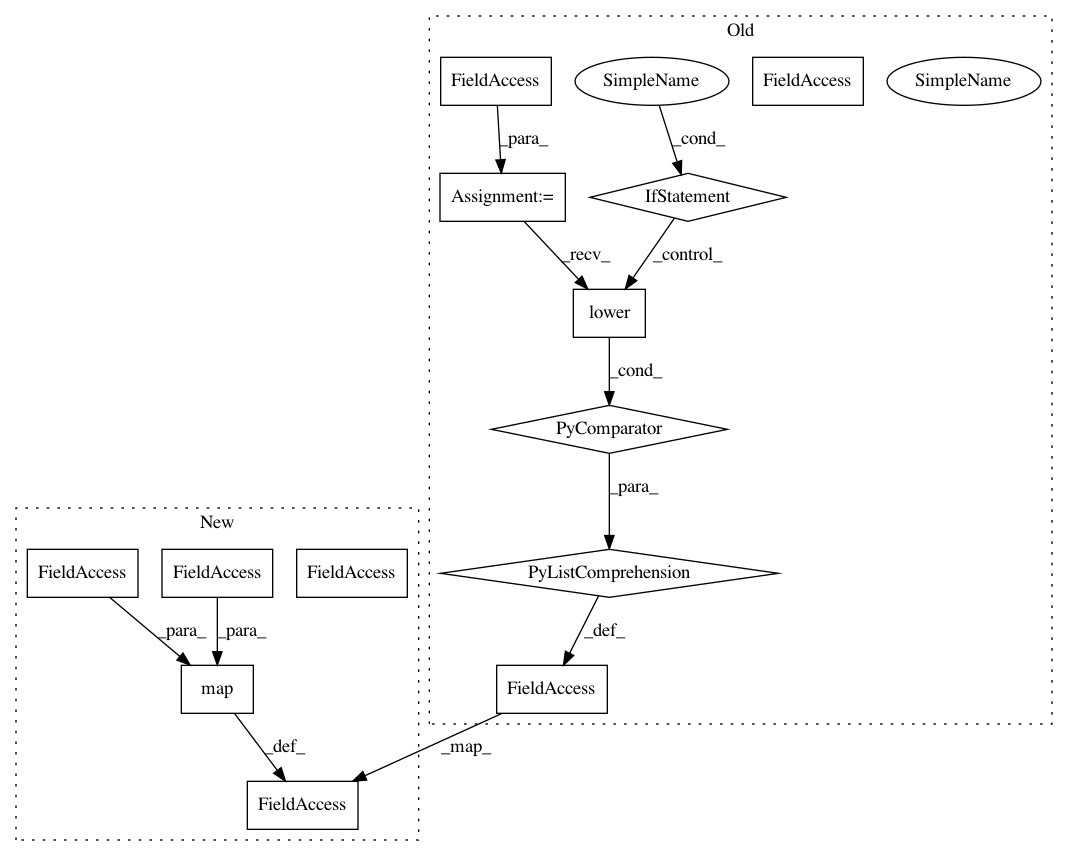 Old
FieldAccess
SimpleName
FieldAccess
SimpleName
_para_
_cond_
Assignment:=
IfStatement
_recv_
_control_
lower
_cond_
PyComparator
_para_
New
FieldAccess
FieldAccess
FieldAccess
PyListComprehension
_para_
_para_
_def_
map
FieldAccess
_def_
_map_
FieldAccess